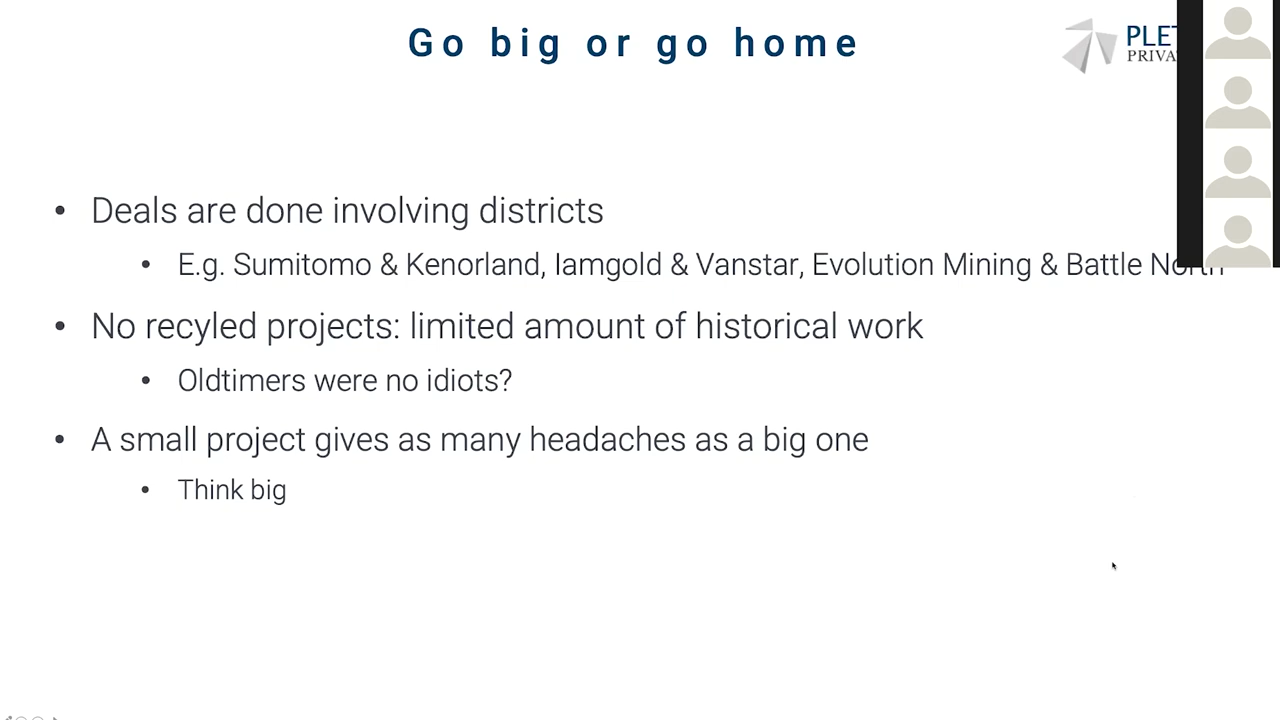 Go big or go home
PLET
PRIVA
• Deals are done involving districts
• E.g. Sumitomo & Kenorland, Iamgold & Vanstar, Evolution Mining & Battle North
• No recyled projects: limited amount of historical work
• Oldtimers were no idiots?
• A small project gives as many headaches as a big one
• Think big